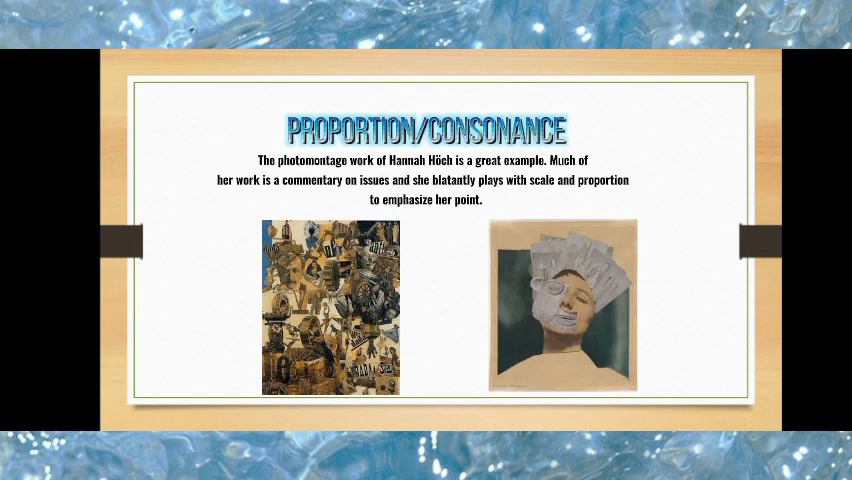 PROPORTION/CONSONANCE
The photomontage work of Hannah Höch is a great example. Much of
her work is a commentary on issues and she blatantly plays with scale and proportion
to emphasize her point.